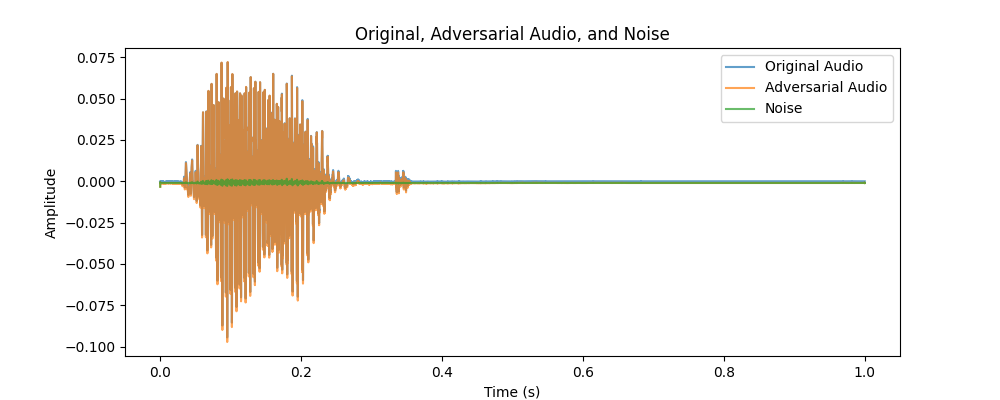 Original, Adversarial Audio, and Noise
Original Audio
Adversarial Audio
Noise
0.075
0.050
0.025
0.000
−0.025
−0.050
−0.075
−0.100
Amplitude
0.0 0.2 0.4 0.6 0.8 1.0
Time (s)